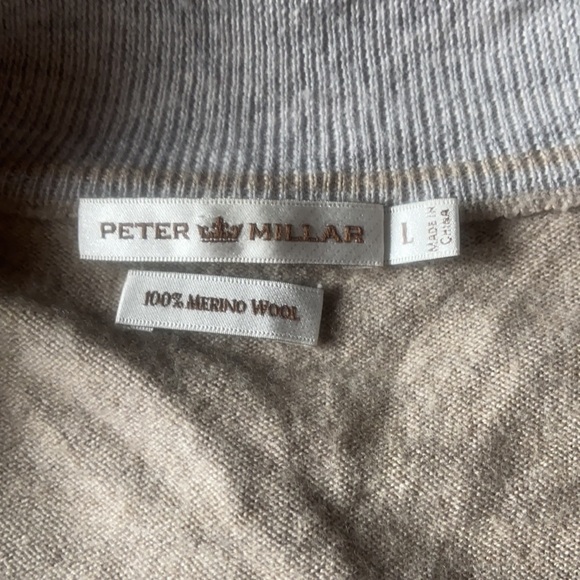 PETER MILLAR
L
MADE IN
CHINA
100% MERINO WOOL